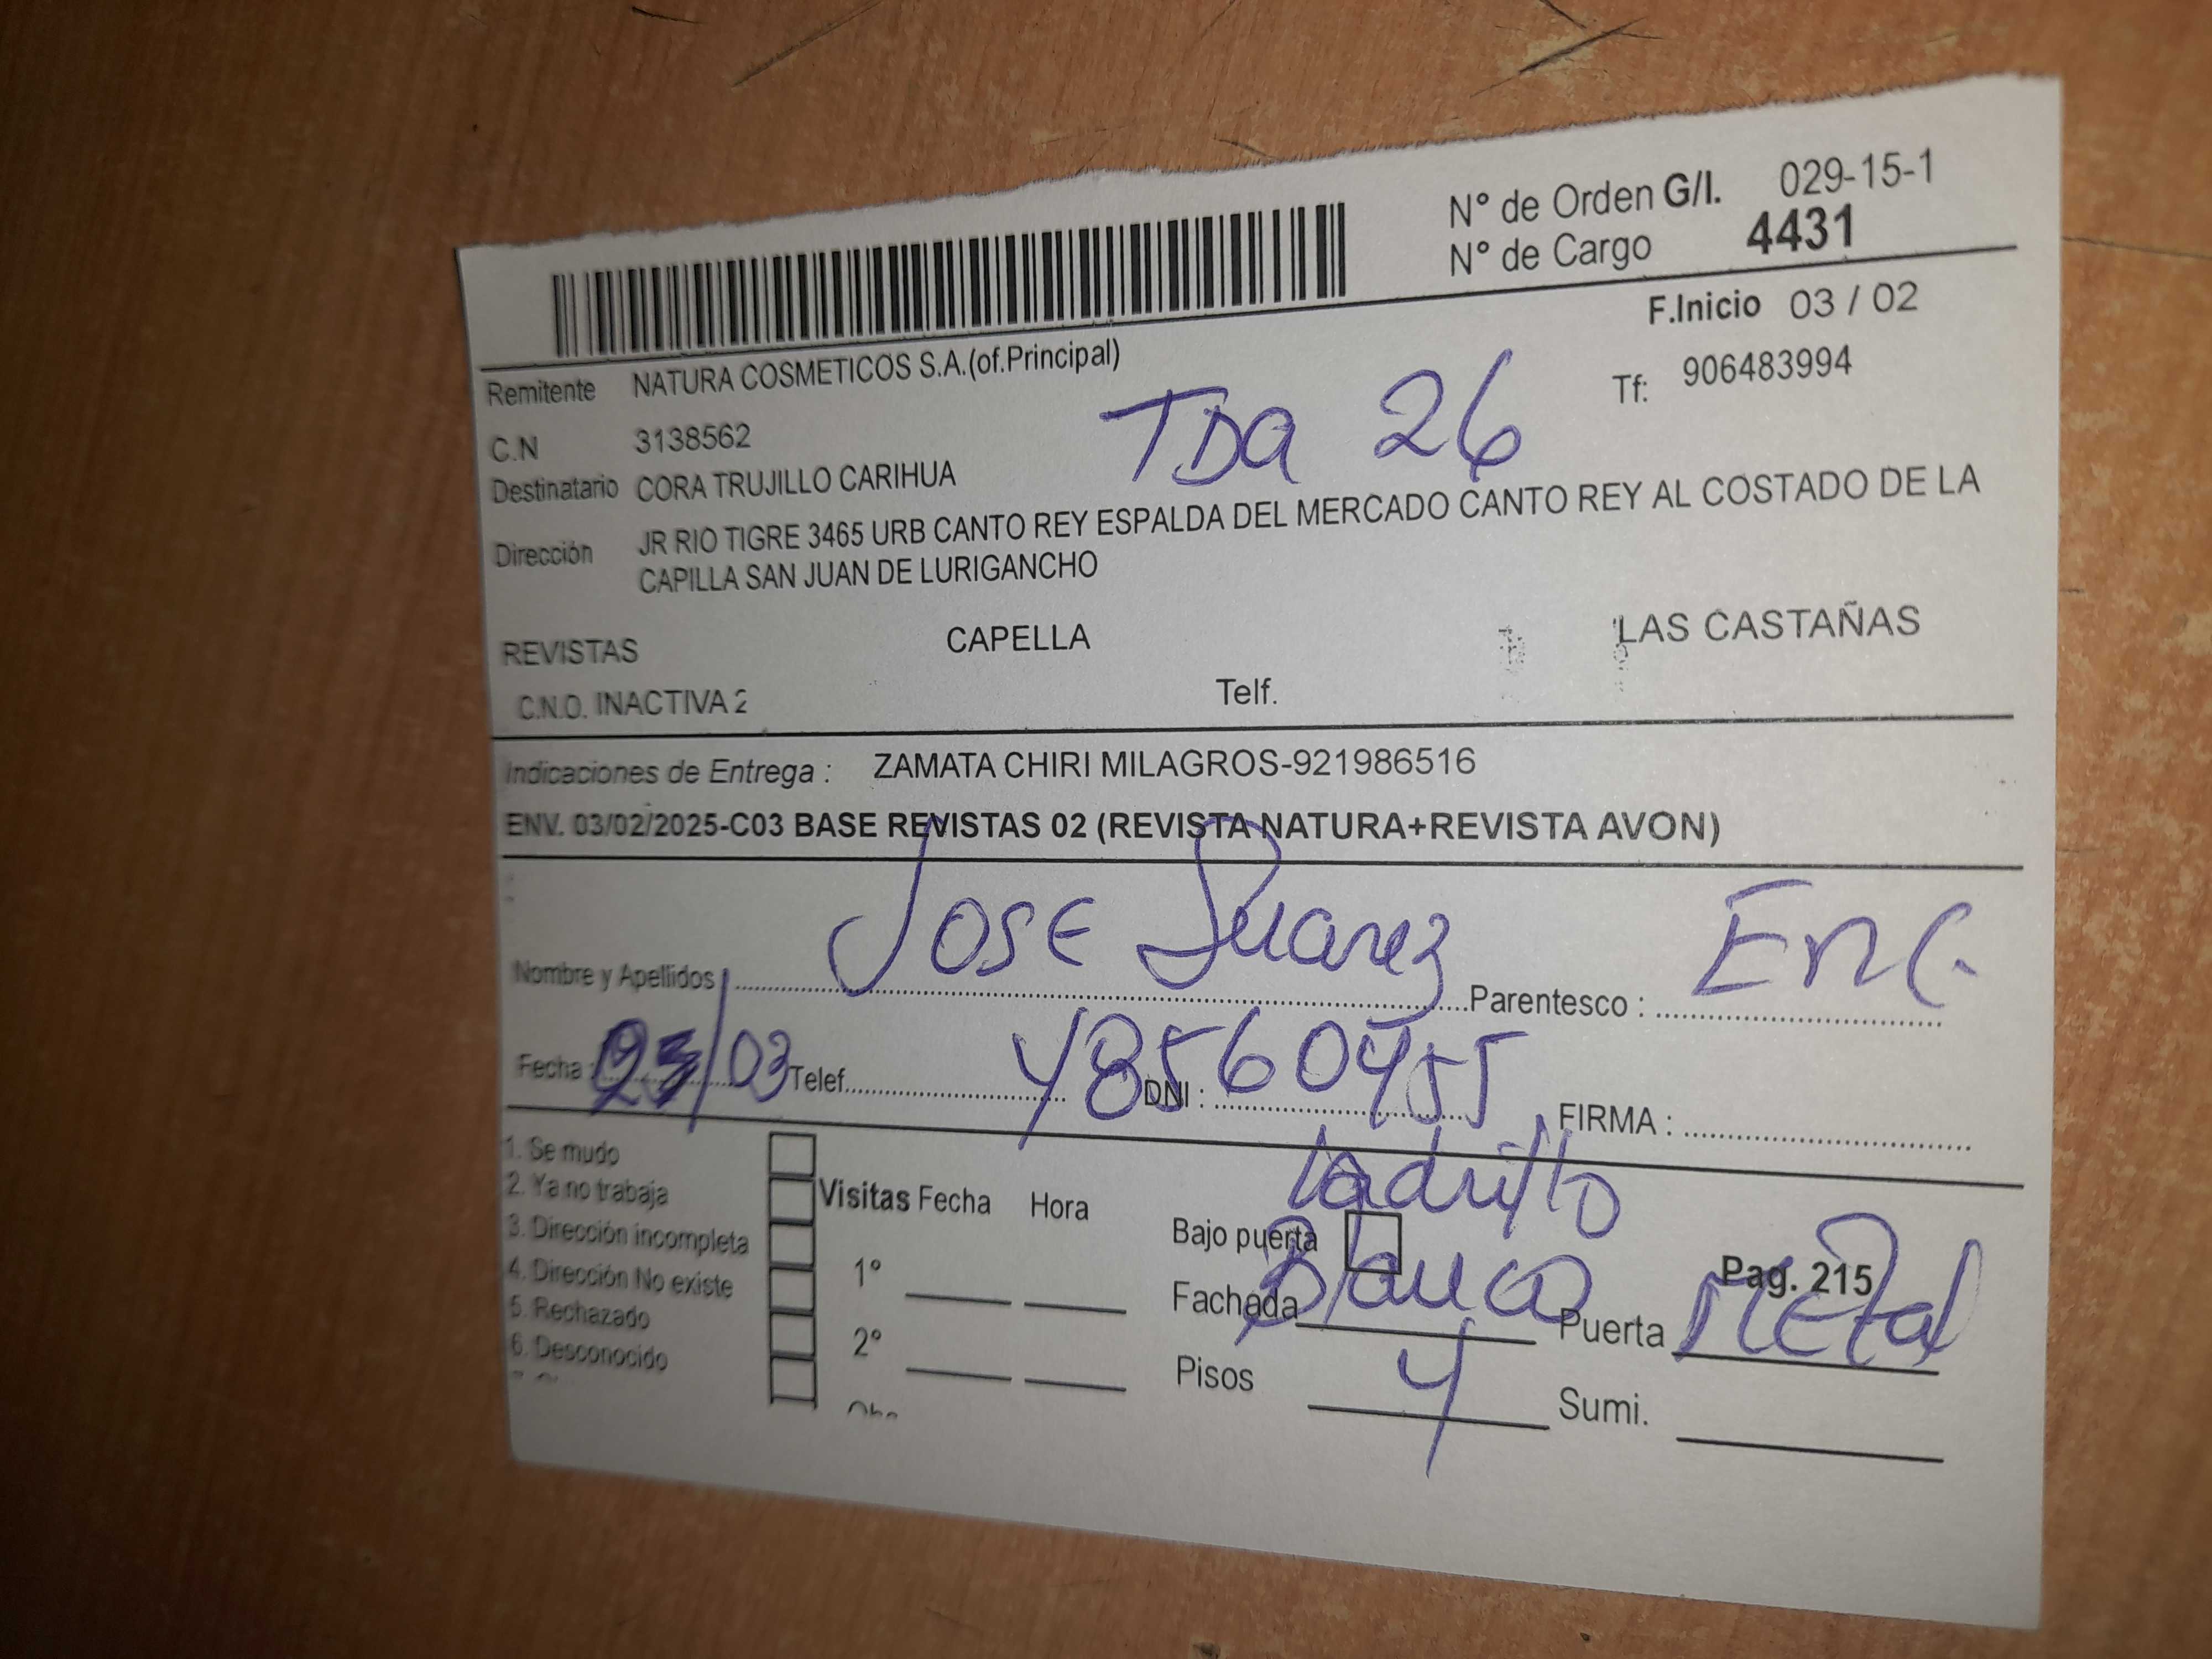 N° de Orden G/I. 029-15-1
N° de Cargo 4431
F.Inicio 03 / 02
Remitente NATURA COSMETICOS S.A.(of.Principal)
Tf: 906483994
C.N 3138562
TDA 26
Destinatario CORA TRUJILLO CARIHUA
Dirección JR RIO TIGRE 3465 URB CANTO REY ESPALDA DEL MERCADO CANTO REY AL COSTADO DE LA
CAPILLA SAN JUAN DE LURIGANCHO
REVISTAS CAPELLA LAS CASTAÑAS
C.N.O. INACTIVA 2 Telf.
Indicaciones de Entrega : ZAMATA CHIRI MILAGROS-921986516
ENV. 03/02/2025-C03 BASE REVISTAS 02 (REVISTA NATURA+REVISTA AVON)
Nombre y Apellidos JOSE Suarez Parentesco : Enc.
Fecha : /03 Telef. DNI : 48560455 FIRMA :
1. Se mudo
2. Ya no trabaja
3. Dirección incompleta
4. Dirección No existe
5. Rechazado
6. Desconocido
Visitas Fecha Hora
1°
2°
ladrillo
Bajo puerta
Fachada Blanco Puerta Metal
Pag. 215
Pisos 4 Sumi.